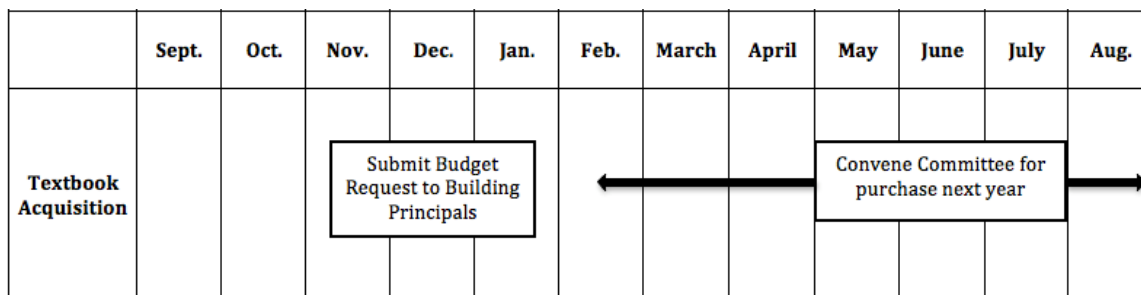 Sept. Oct. Nov. Dec. Jan. Feb. March April May June July Aug.
Textbook
Acquisition
Submit Budget
Request to Building
Principals
Convene Committee for
purchase next year